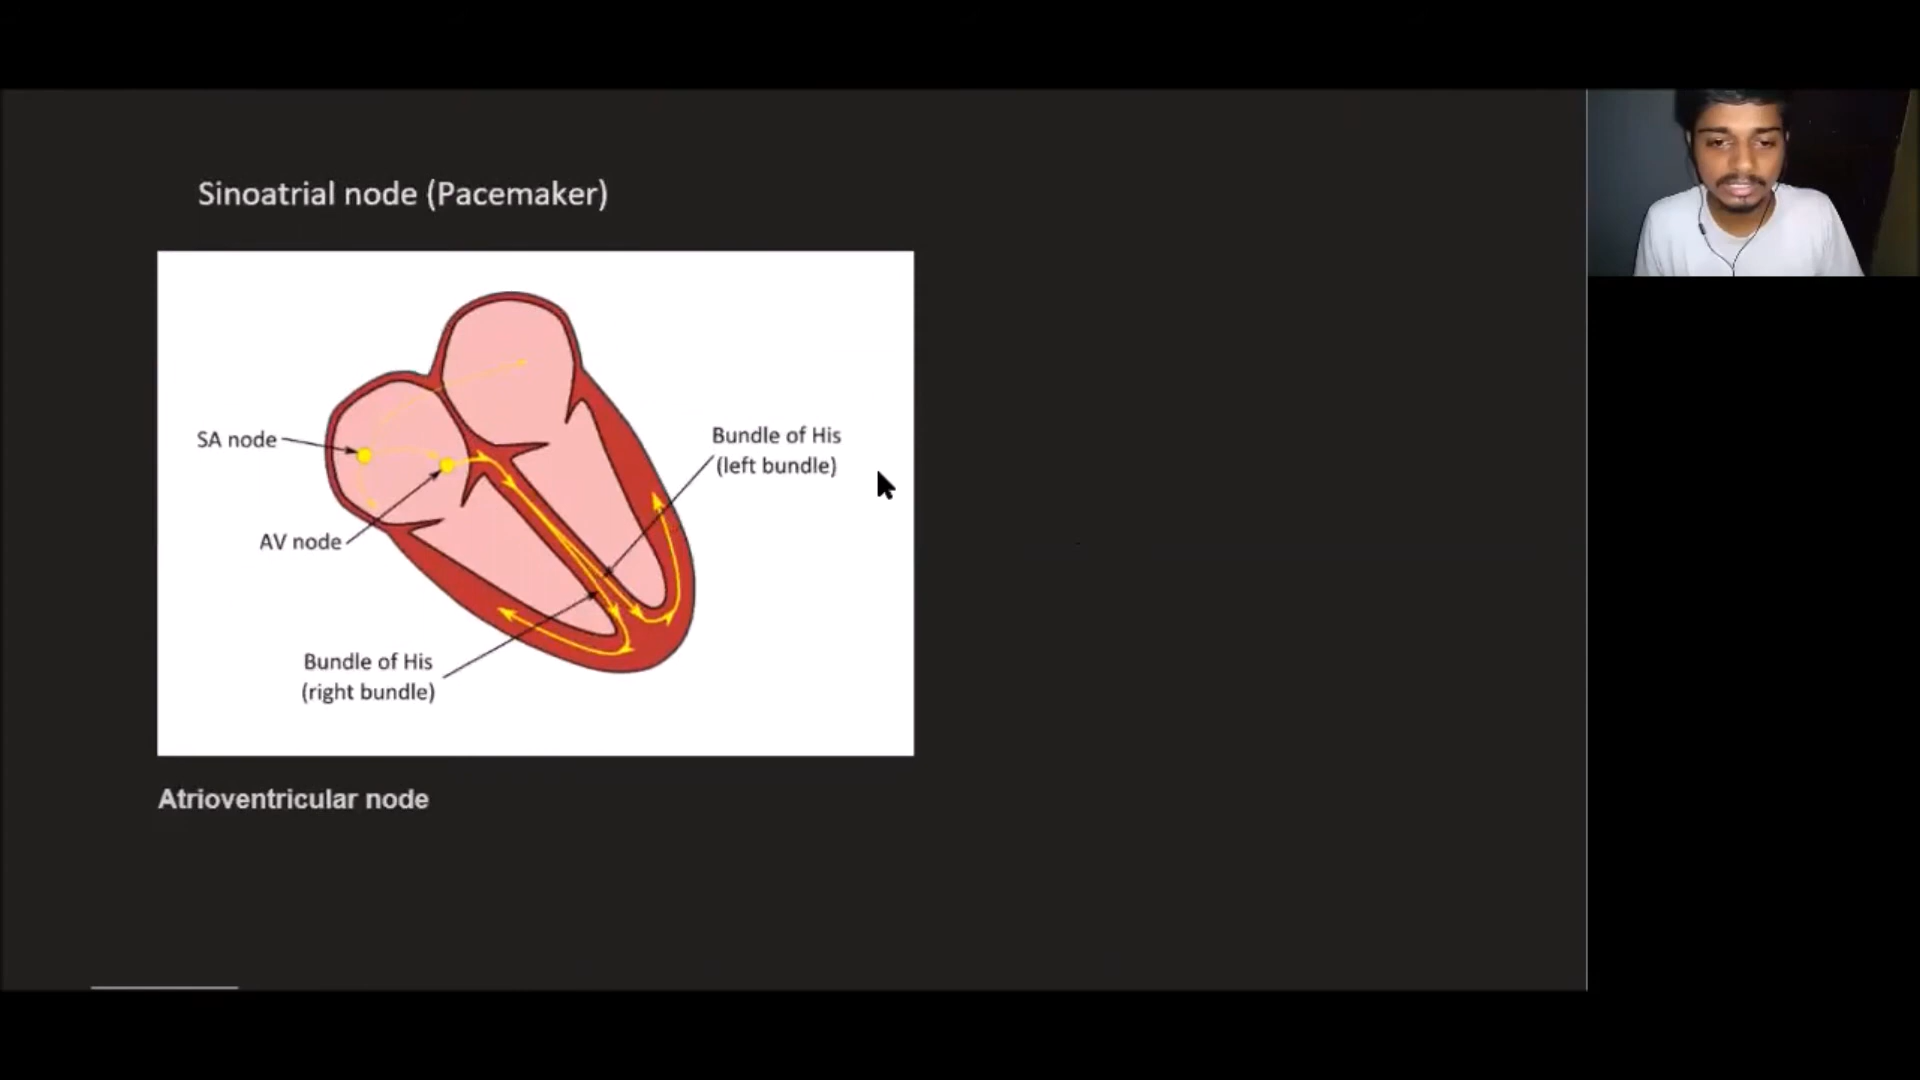 Sinoatrial node (Pacemaker)
SA node
AV node
Bundle of His
(left bundle)
Bundle of His
(right bundle)
Atrioventricular node